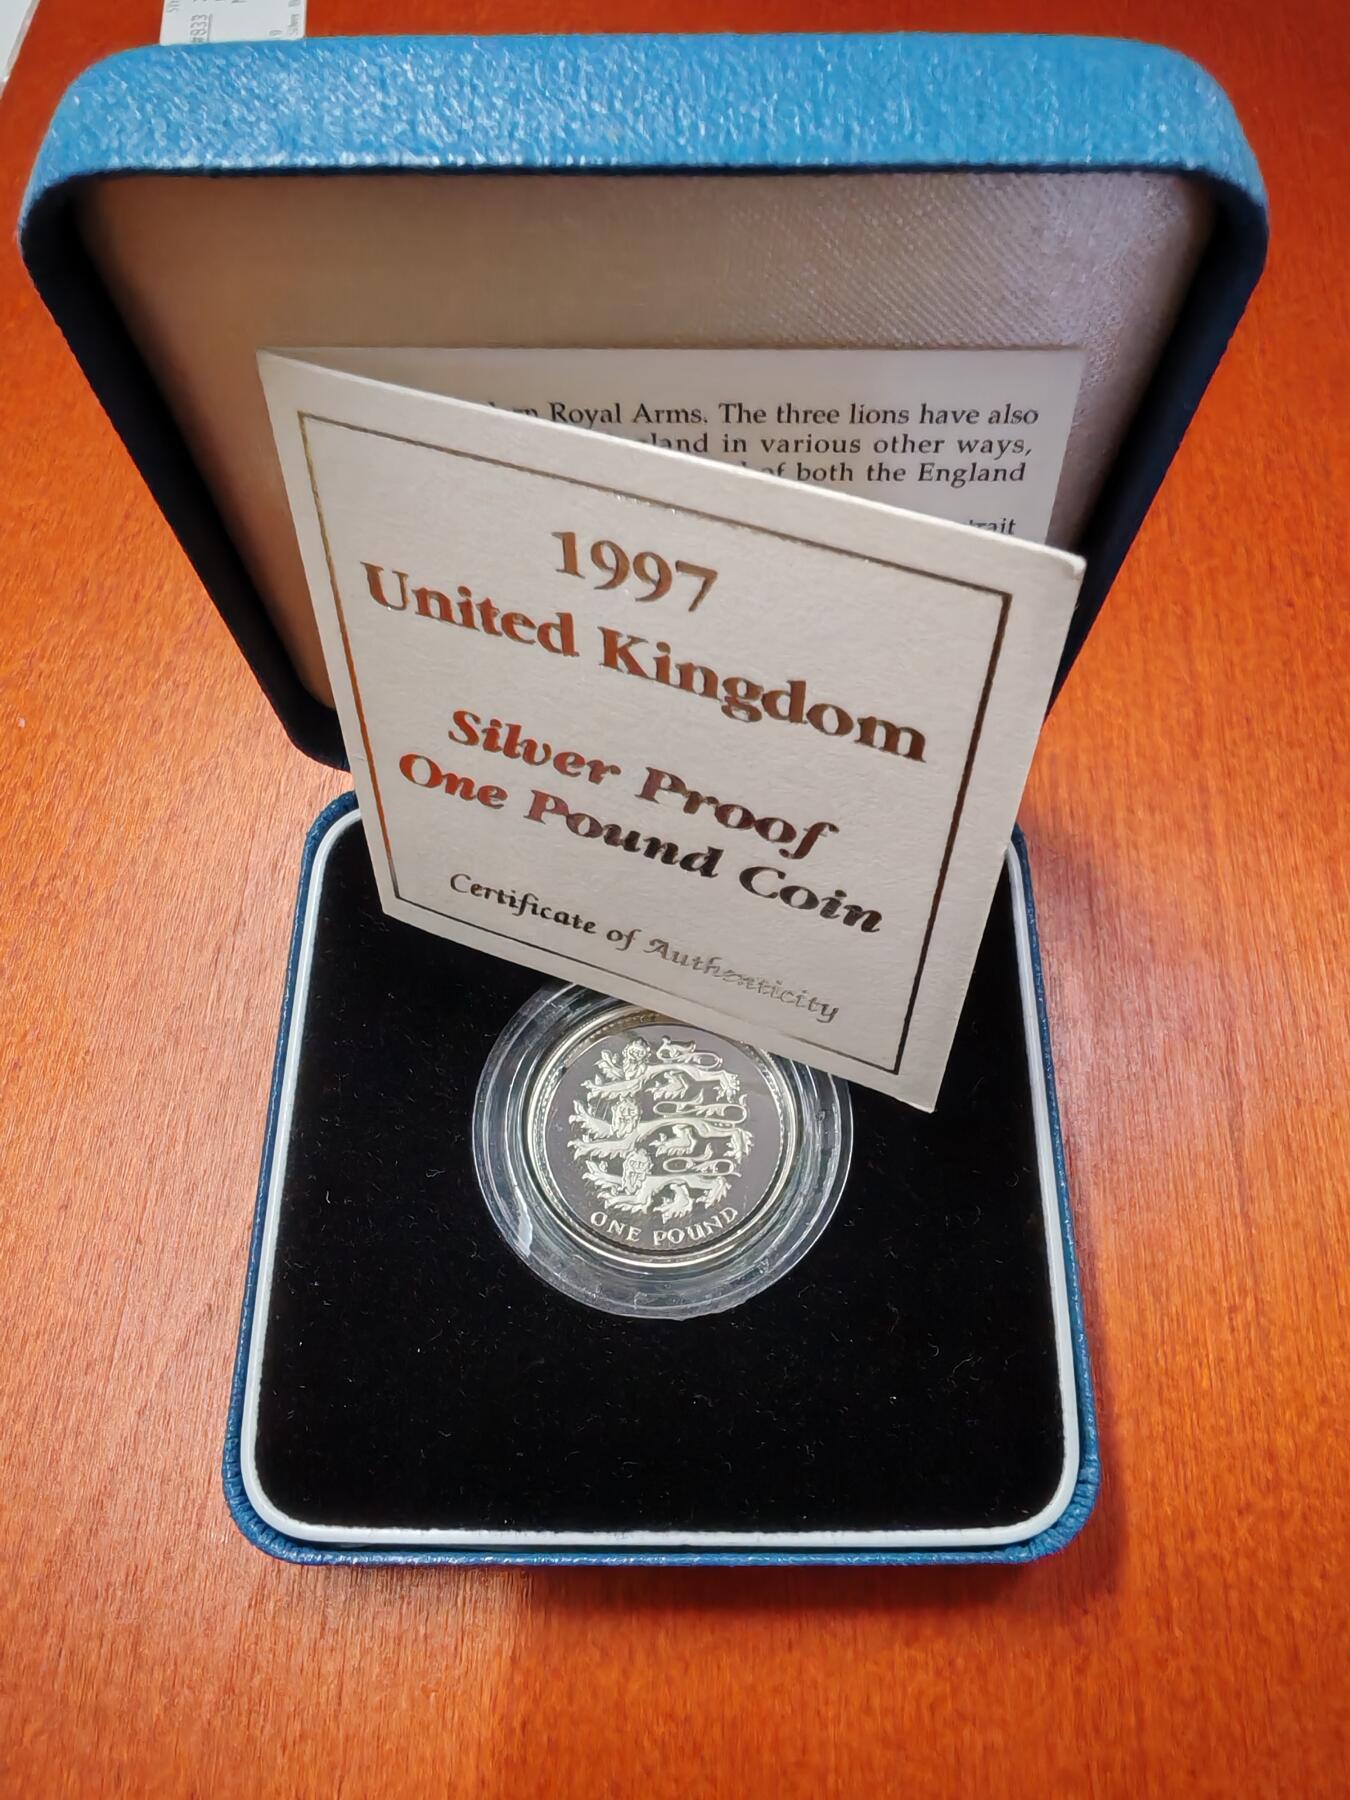 #833
Royal Arms. The three lions have also
in various other ways,
of both the England
1997
United Kingdom
Silver Proof
One Pound Coin
Certificate of Authenticity
ONE POUND